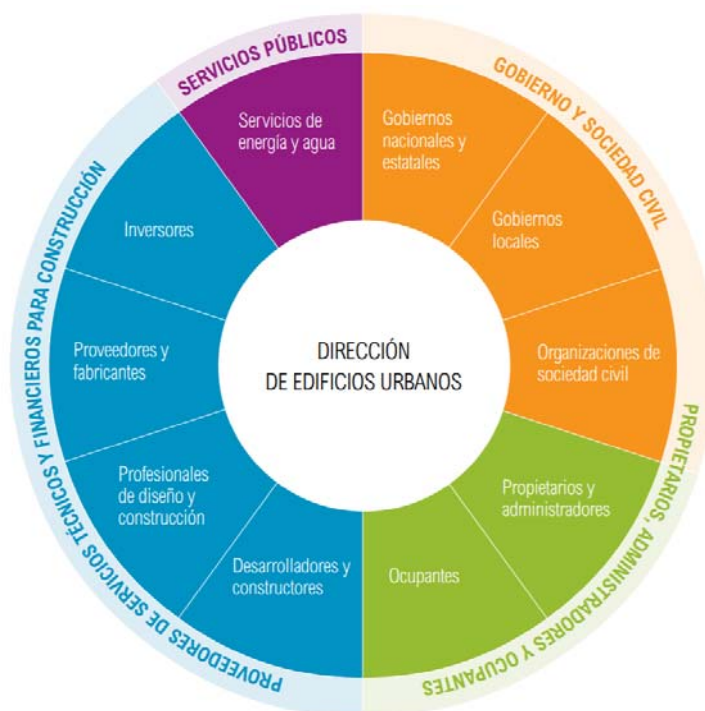 SERVICIOS PÚBLICOS
GOBIERNO Y SOCIEDAD CIVIL
PROPIETARIOS, ADMINISTRADORES Y OCUPANTES
PROVEEDORES DE SERVICIOS TÉCNICOS Y FINANCIEROS PARA CONSTRUCCIÓN
Servicios de
energía y agua
Gobiernos
nacionales y
estatales
Gobiernos
locales
Organizaciones de
sociedad civil
Propietarios y
administradores
Ocupantes
Desarrolladores y
constructores
Profesionales
de diseño y
construcción
Proveedores y
fabricantes
Inversores
DIRECCIÓN
DE EDIFICIOS URBANOS